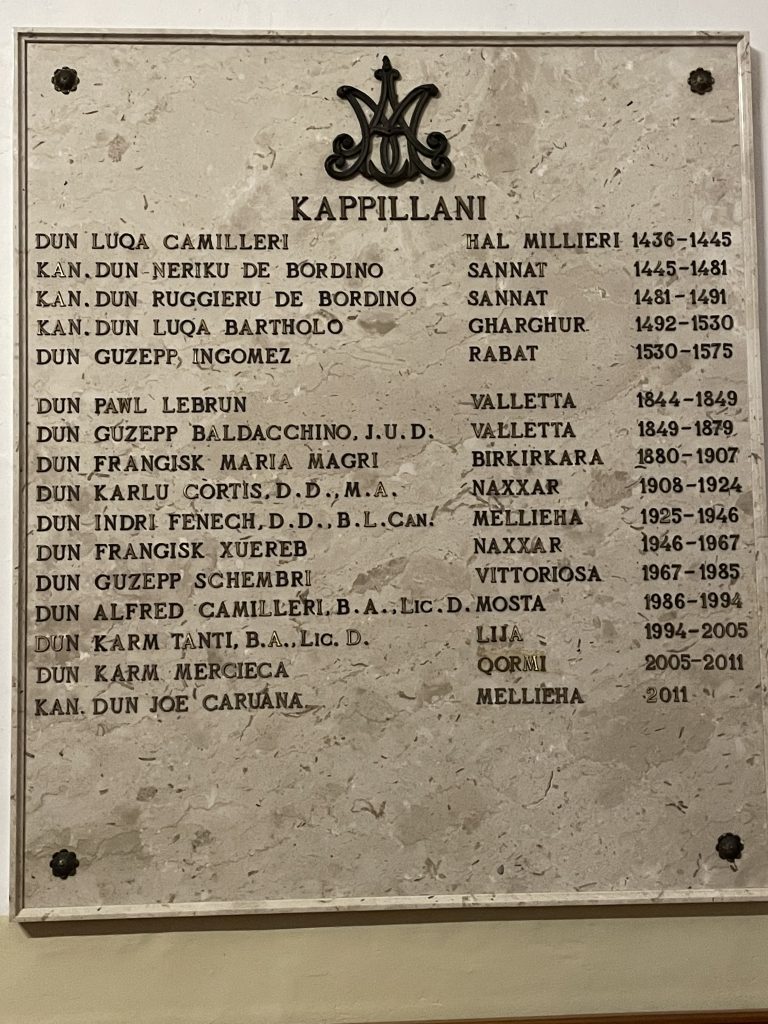 KAPPILLANI
DUN LUQA CAMILLERI HAL MILLIERI 1436-1445
KAN. DUN NERIKU DE BORDINO SANNAT 1445-1481
KAN. DUN RUGGIERU DE BORDINO SANNAT 1481-1491
KAN. DUN LUQA BARTHOLO GHARGHUR 1492-1530
DUN GUZEPP INGOMEZ RABAT 1530-1575
DUN PAWL LEBRUN VALLETTA 1844-1849
DUN GUZEPP BALDACCHINO, J.U.D. VALLETTA 1849-1879
DUN FRANGISK MARIA MAGRI BIRKIRKARA 1880-1907
DUN KARLU CORTIS, D.D., M.A. NAXXAR 1908-1924
DUN INDRI FENECH, D.D., B.L.CAN. MELLIEHA 1925-1946
DUN FRANGISK XUEREB NAXXAR 1946-1967
DUN GUZEPP SCHEMBRI VITTORIOSA 1967-1985
DUN ALFRED CAMILLERI, B.A., LIC.D. MOSTA 1986-1994
DUN KARM TANTI, B.A., LIC. D. LIJA 1994-2005
DUN KARM MERCIECA QORMI 2005-2011
KAN. DUN JOE CARUANA MELLIEHA 2011